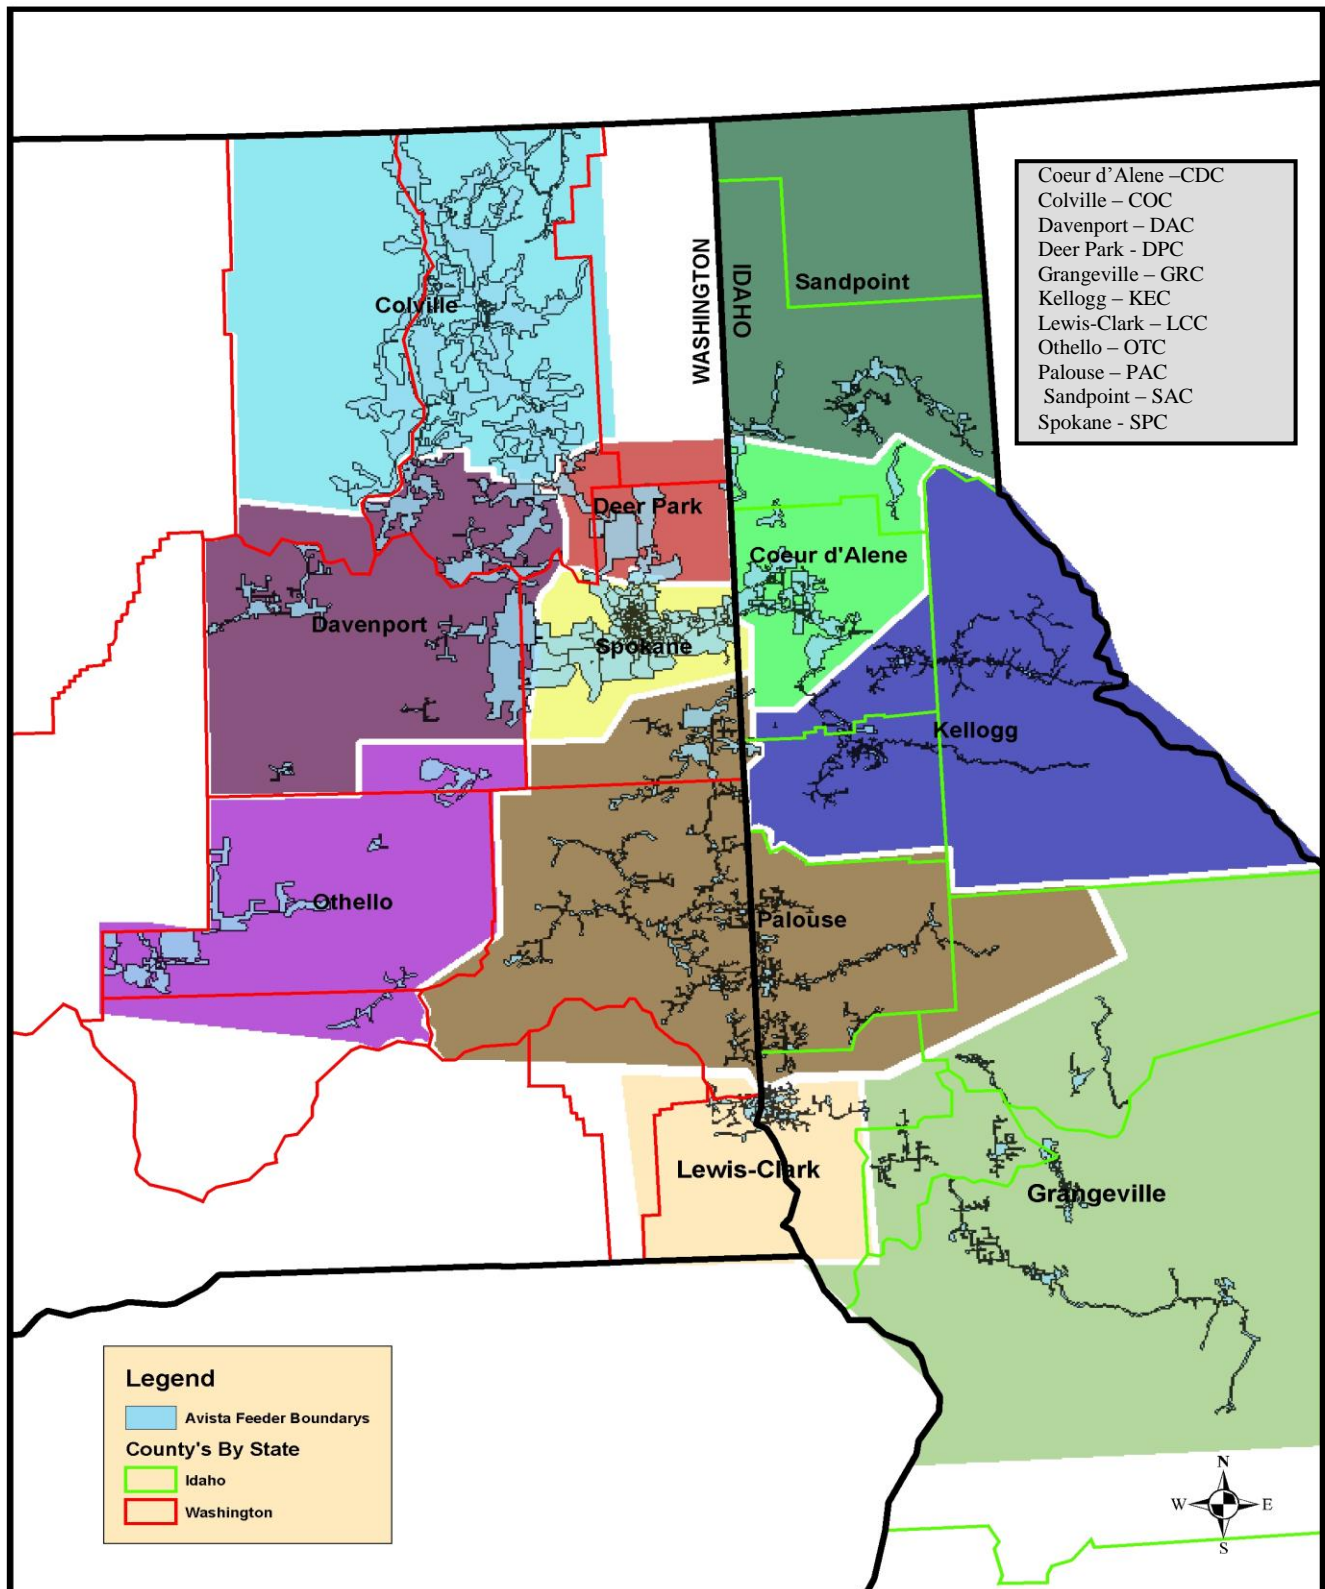 Coeur d'Alene –CDC
Colville – COC
Davenport – DAC
Deer Park - DPC
Grangeville – GRC
Kellogg – KEC
Lewis-Clark – LCC
Othello – OTC
Palouse – PAC
Sandpoint – SAC
Spokane - SPC
WASHINGTON
IDAHO
Sandpoint
Colville
Deer Park
Coeur d'Alene
Davenport
Spokane
Kellogg
Othello
Palouse
Lewis-Clark
Grangeville
Legend
Avista Feeder Boundarys
County's By State
Idaho
Washington
N
W
E
S